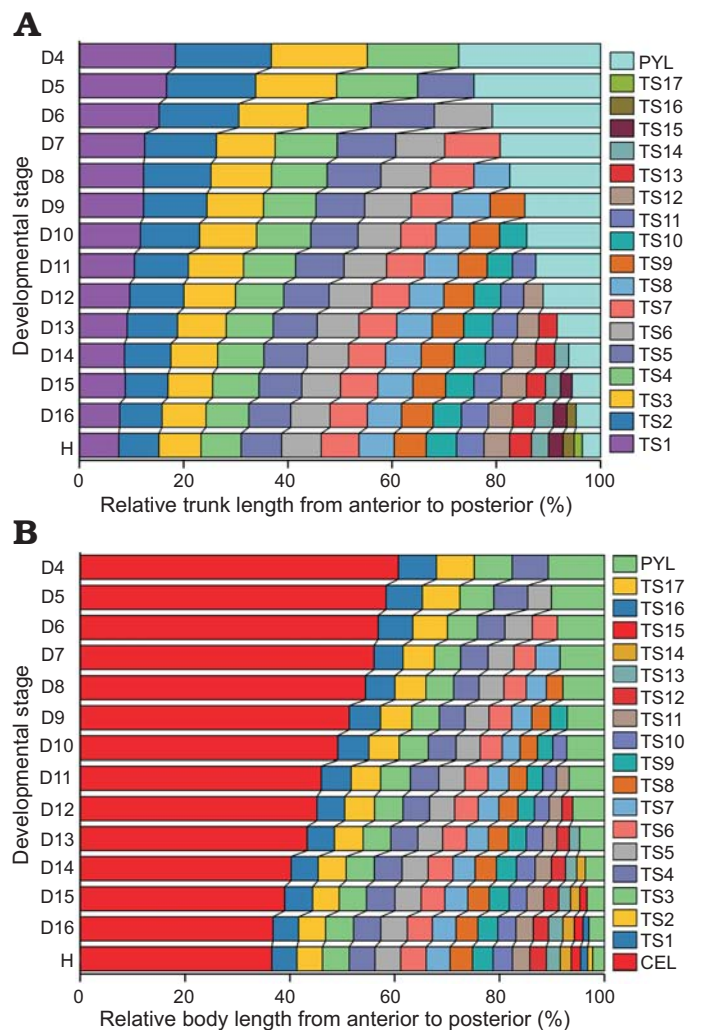 A
Developmental stage
D4
D5
D6
D7
D8
D9
D10
D11
D12
D13
D14
D15
D16
H
0 20 40 60 80 100
Relative trunk length from anterior to posterior (%)
PYL
TS17
TS16
TS15
TS14
TS13
TS12
TS11
TS10
TS9
TS8
TS7
TS6
TS5
TS4
TS3
TS2
TS1
B
Developmental stage
D4
D5
D6
D7
D8
D9
D10
D11
D12
D13
D14
D15
D16
H
0 20 40 60 80 100
Relative body length from anterior to posterior (%)
PYL
TS17
TS16
TS15
TS14
TS13
TS12
TS11
TS10
TS9
TS8
TS7
TS6
TS5
TS4
TS3
TS2
TS1
CEL